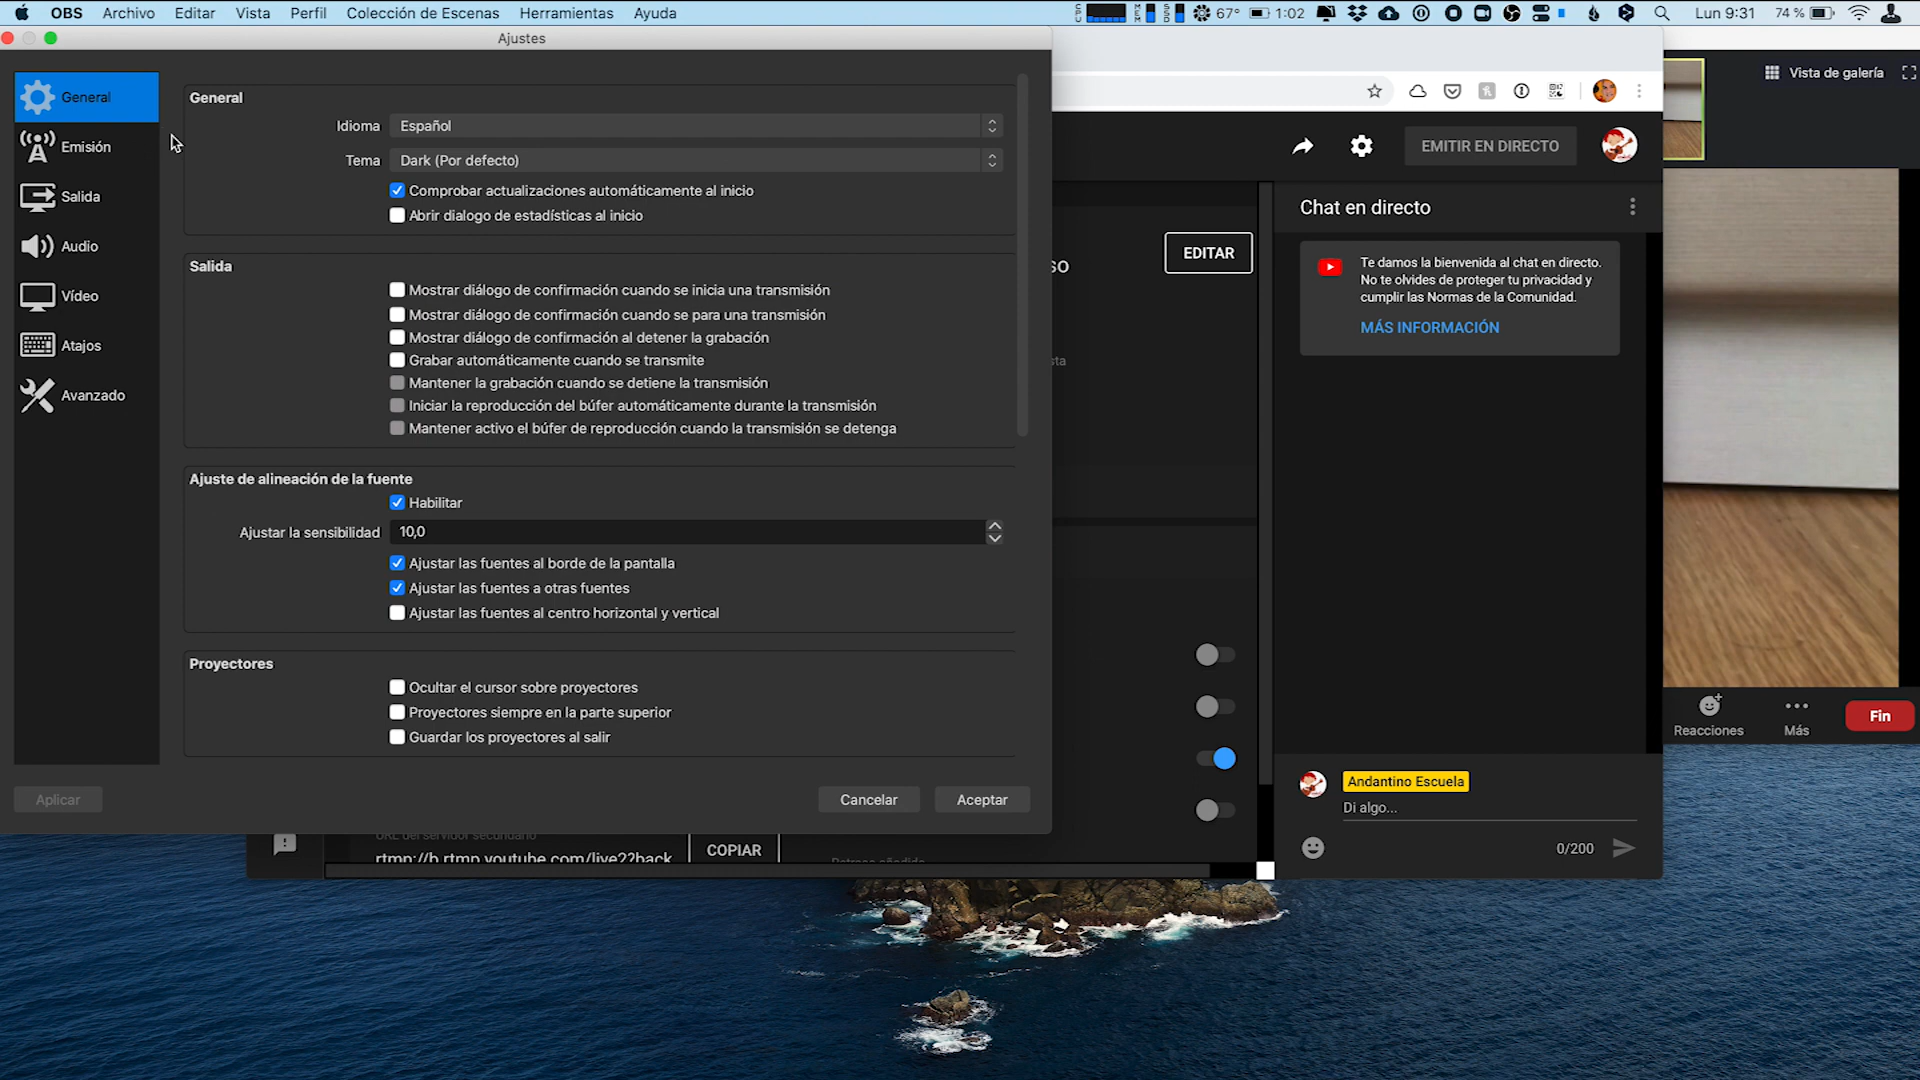 OBS Archivo Editar Vista Perfil Colección de Escenas Herramientas Ayuda
67° 1:02 Lun 9:31 74 %
Ajustes
General
Emisión
Salida
Audio
Vídeo
Atajos
Avanzado
General
Idioma Español
Tema Dark (Por defecto)
Comprobar actualizaciones automáticamente al inicio
Abrir dialogo de estadísticas al inicio
Salida
Mostrar diálogo de confirmación cuando se inicia una transmisión
Mostrar diálogo de confirmación cuando se para una transmisión
Mostrar diálogo de confirmación al detener la grabación
Grabar automáticamente cuando se transmite
Mantener la grabación cuando se detiene la transmisión
Iniciar la reproducción del búfer automáticamente durante la transmisión
Mantener activo el búfer de reproducción cuando la transmisión se detenga
Ajuste de alineación de la fuente
Habilitar
Ajustar la sensibilidad 10,0
Ajustar las fuentes al borde de la pantalla
Ajustar las fuentes a otras fuentes
Ajustar las fuentes al centro horizontal y vertical
Proyectores
Ocultar el cursor sobre proyectores
Proyectores siempre en la parte superior
Guardar los proyectores al salir
Aplicar Cancelar Aceptar
rtmp://b.rtmp.youtube.com/live2?back
COPIAR
EMITIR EN DIRECTO
EDITAR
Chat en directo
Te damos la bienvenida al chat en directo.
No te olvides de proteger tu privacidad y
cumplir las Normas de la Comunidad.
MÁS INFORMACIÓN
Andantino Escuela
Di algo...
0/200
Vista de galería
Reacciones Más Fin